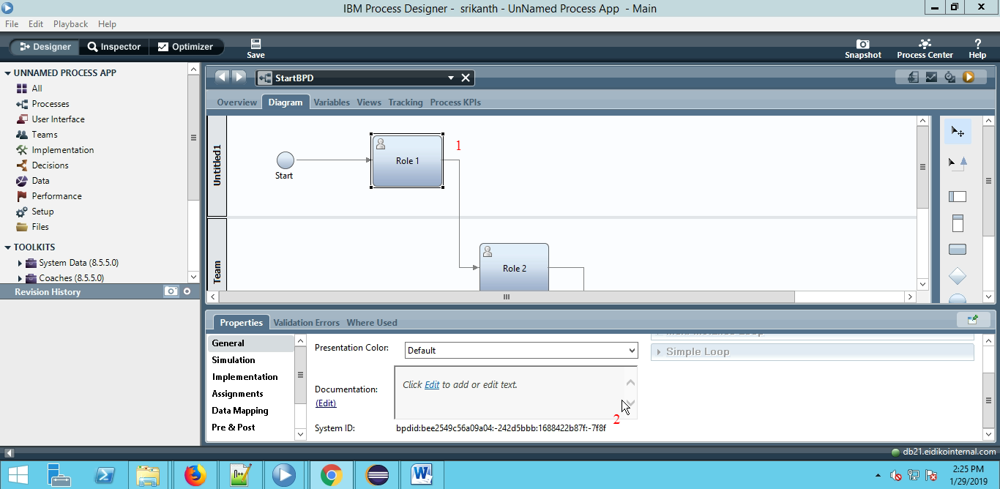 IBM Process Designer -  srikanth - UnNamed Process App  - Main
File Edit Playback Help
Designer Inspector Optimizer
Save
Snapshot Process Center Help
UNNAMED PROCESS APP
All
Processes
User Interface
Teams
Implementation
Decisions
Data
Performance
Setup
Files
TOOLKITS
System Data (8.5.5.0)
Coaches (8.5.5.0)
Revision History
StartBPD
Overview Diagram Variables Views Tracking Process KPIs
Untitled1
Start
Role 1
1
Team
Role 2
Properties Validation Errors Where Used
General
Simulation
Implementation
Assignments
Data Mapping
Pre & Post
Presentation Color: Default
Documentation:
(Edit)
Click Edit to add or edit text.
2
System ID: bpdid:bee2549c56a09a04:-242d5bbb:1688422b87f:-7f8f
Simple Loop
db21.eidikointernal.com
2:25 PM
1/29/2019